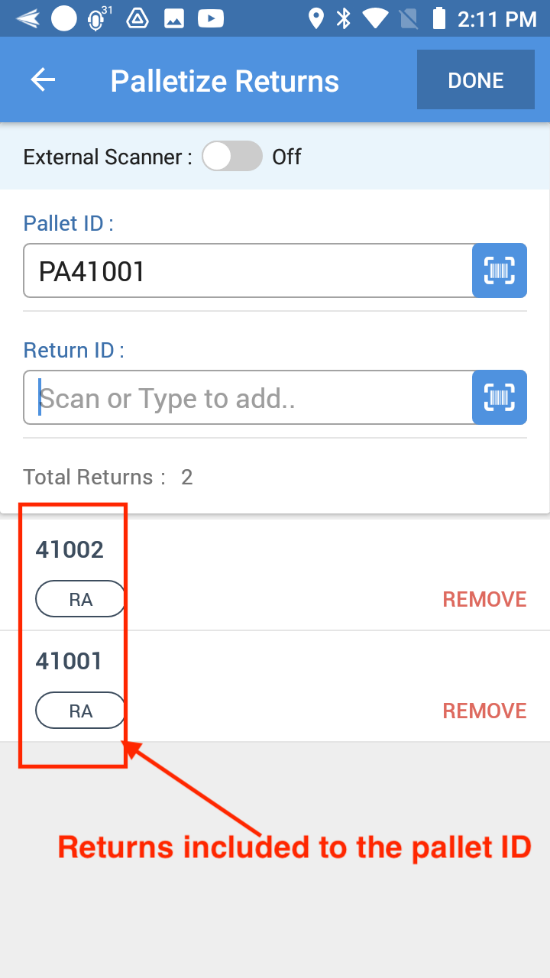 31
2:11 PM
Palletize Returns
DONE
External Scanner : Off
Pallet ID :
PA41001
Return ID :
Scan or Type to add..
Total Returns : 2
41002
RA
REMOVE
41001
RA
REMOVE
Returns included to the pallet ID